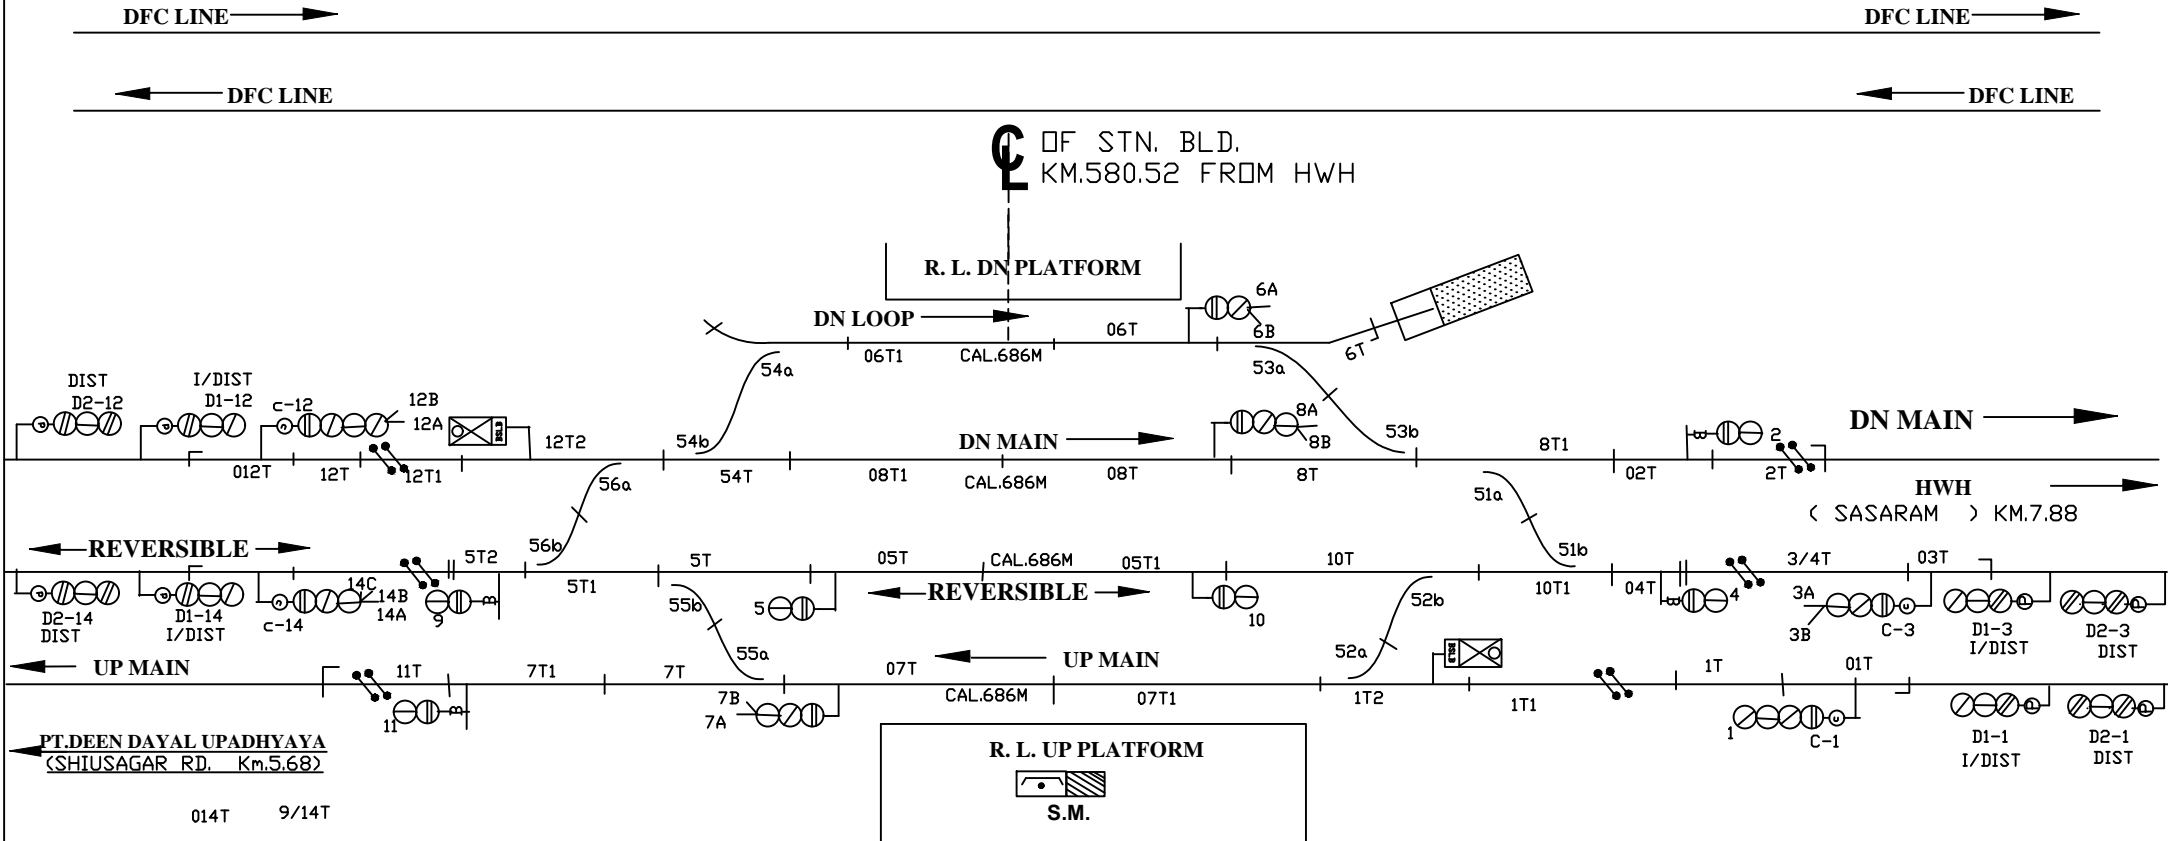 DFC LINE
DFC LINE
DFC LINE
DFC LINE
CL OF STN. BLD.
KM.580.52 FROM HWH
R. L. DN PLATFORM
6A
6B
DN LOOP
06T
06T1
CAL.686M
6T
54a
53a
DIST
D2-12
I/DIST
D1-12
c-12
12B
12A
BSLB
12T2
54b
DN MAIN
8A
8B
53b
8T1
2
DN MAIN
P
P
c
B
012T
12T
12T1
56a
54T
08T1
CAL.686M
08T
8T
51a
02T
2T
HWH
( SASARAM ) KM.7.88
REVERSIBLE
5T2
56b
5T
05T
CAL.686M
05T1
10T
51b
3/4T
03T
5T1
REVERSIBLE
10T1
04T
P
D2-14
DIST
P
D1-14
I/DIST
c
c-14
14C
14B
14A
9
B
55b
5
10
52b
B
4
3A
3B
c
C-3
P
D1-3
I/DIST
P
D2-3
DIST
UP MAIN
11T
7T1
7T
55a
07T
UP MAIN
52a
BSLB
1T
01T
CAL.686M
07T1
1T2
1T1
11
B
7B
7A
1
c
C-1
P
D1-1
I/DIST
P
D2-1
DIST
PT.DEEN DAYAL UPADHYAYA
(SHIUSAGAR RD. Km.5.68)
R. L. UP PLATFORM
S.M.
014T
9/14T